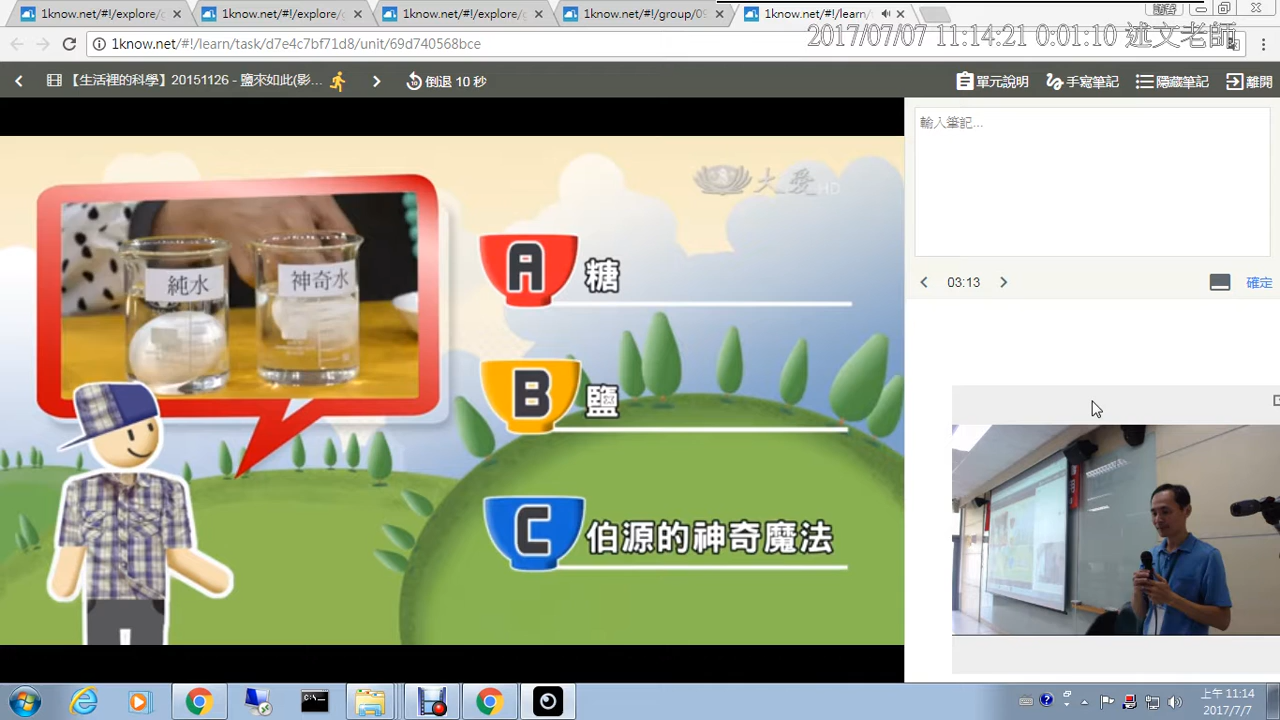 1know.net/#!/explore/g
1know.net/#!/explore/g
1know.net/#!/explore/g
1know.net/#!/group/09
1know.net/#!/learn/
1know.net/#!/learn/task/d7e4c7bf71d8/unit/69d740568bce
2017/07/07 11:14:21 0:01:10 述文老師
【生活裡的科學】20151126 - 鹽來如此(影...
倒退 10 秒
單元說明
手寫筆記
隱藏筆記
離開
輸入筆記...
大愛HD
純水
神奇水
A 糖
B 鹽
C 伯源的神奇魔法
03:13
確定
上午 11:14
2017/7/7